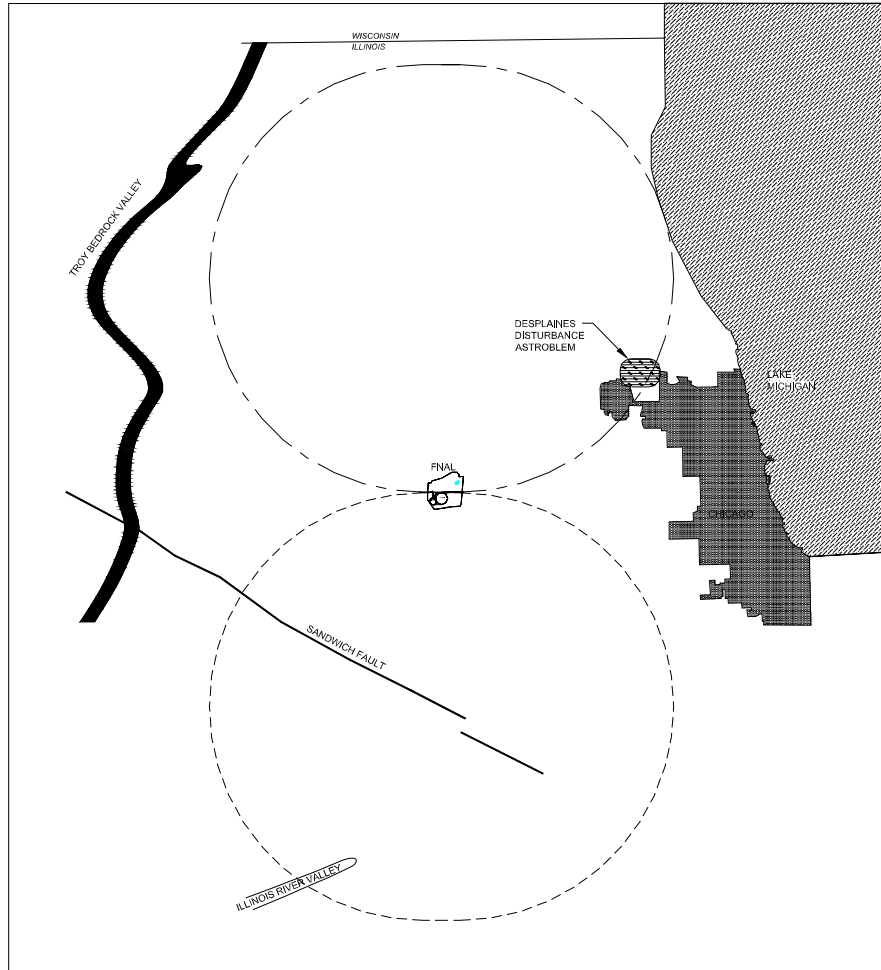 WISCONSIN
ILLINOIS
TROY BEDROCK VALLEY
DESPLAINES
DISTURBANCE
ASTROBLEM
LAKE
MICHIGAN
FNAL
CHICAGO
SANDWICH FAULT
ILLINOIS RIVER VALLEY